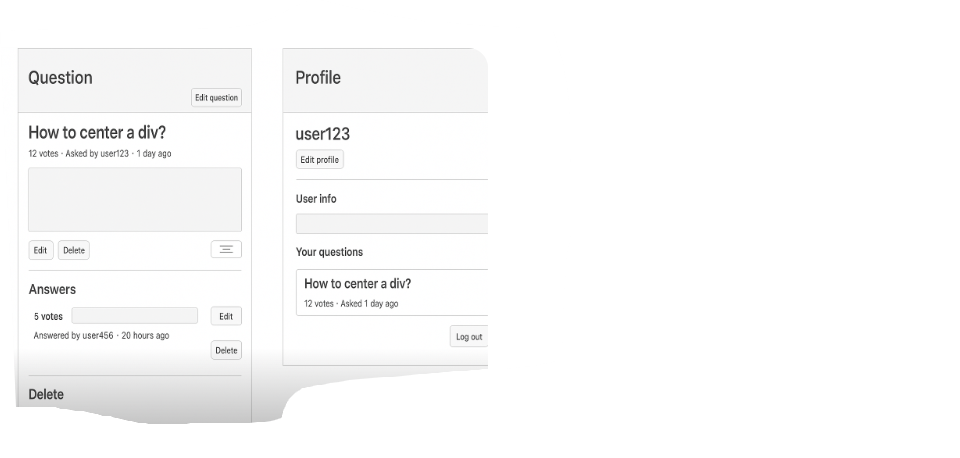 Question
Edit question
How to center a div?
12 votes · Asked by user123 · 1 day ago
Edit Delete
Answers
5 votes Edit
Answered by user456 · 20 hours ago
Delete
Delete
Profile
user123
Edit profile
User info
Your questions
How to center a div?
12 votes · Asked 1 day ago
Log out